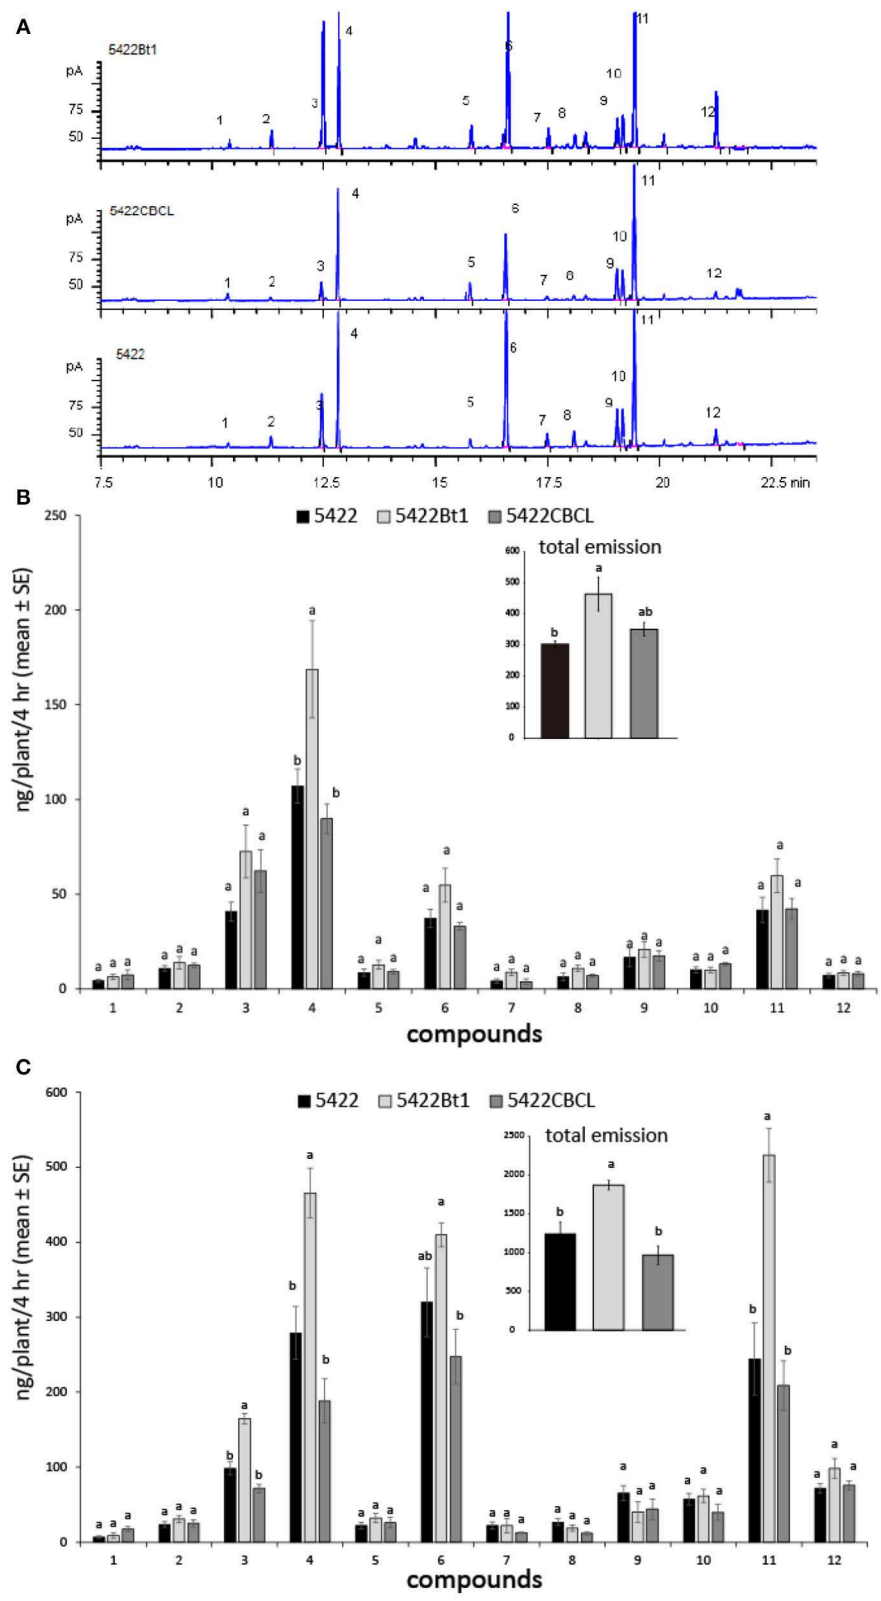 A
5422Bt1
pA
75
50
1 2 3 4 5 6 7 8 9 10 11 12
5422CBCL
pA
75
50
1 2 3 4 5 6 7 8 9 10 11 12
5422
pA
75
50
1 2 3 4 5 6 7 8 9 10 11 12
7.5 10 12.5 15 17.5 20 22.5 nin
B
ng/plant/4 hr (mean ± SE)
250
200
150
100
50
0
5422 5422Bt1 5422CBCL
total emission
600
500
400
300
200
100
0
b a ab
a a a a a a a a a b a b a a a a a a a a a a a a a a a a a a a a a a a a
1 2 3 4 5 6 7 8 9 10 11 12
compounds
C
ng/plant/4 hr (mean ± SE)
600
500
400
300
200
100
0
5422 5422Bt1 5422CBCL
total emission
2500
2000
1500
1000
500
0
b a b
a a a a a a b a b b a b a a a ab a b a a a a a a a a a a a a b a b a a a
1 2 3 4 5 6 7 8 9 10 11 12
compounds